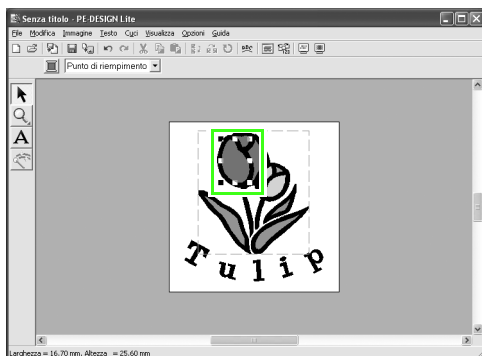 Senza titolo - PE-DESIGN Lite
File Modifica Immagine Testo Cuci Visualizza Opzioni Guida
abc
Punto di riempimento
A
Tulip
Larghezza = 16.70 mm, Altezza = 25.60 mm